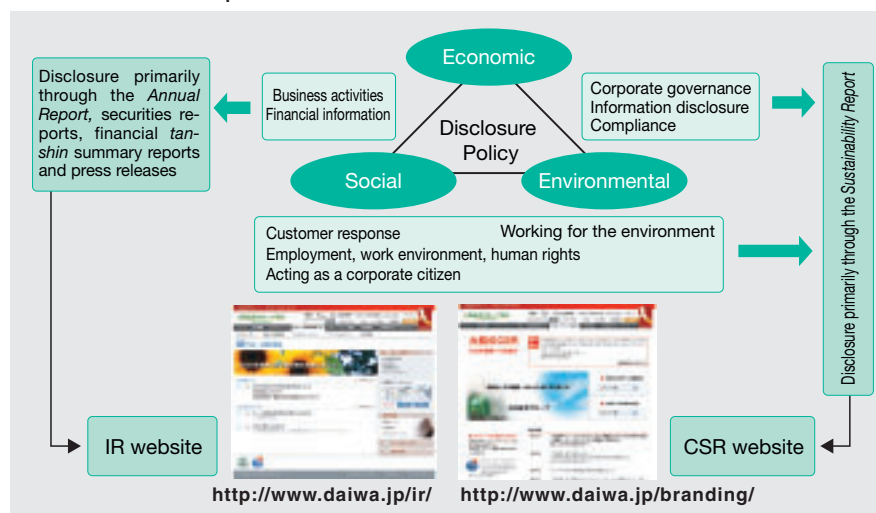 Economic
Disclosure primarily
through the Annual
Report, securities re-
ports, financial tan-
shin summary reports
and press releases
Business activities
Financial information
Corporate governance
Information disclosure
Compliance
Disclosure
Policy
Social
Environmental
Customer response
Working for the environment
Employment, work environment, human rights
Acting as a corporate citizen
Disclosure primarily through the Sustainability Report
IR website
CSR website
http://www.daiwa.jp/ir/
http://www.daiwa.jp/branding/